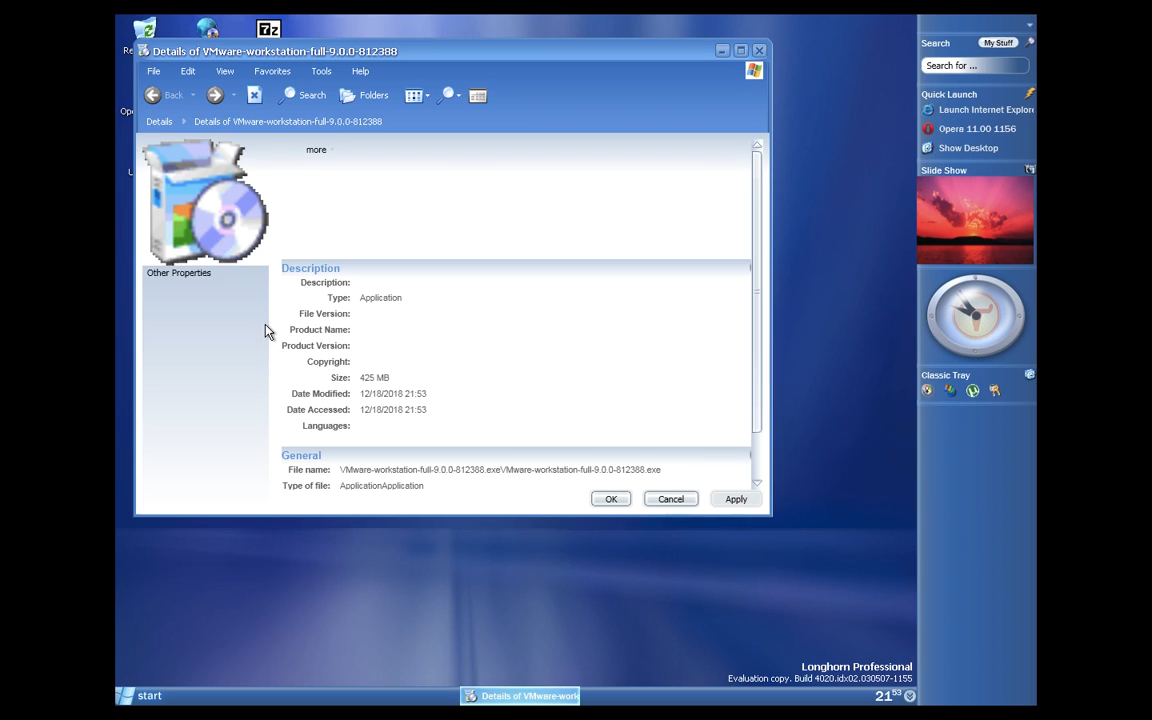 Details of VMware-workstation-full-9.0.0-812388
File Edit View Favorites Tools Help
Back Search Folders
Details Details of VMware-workstation-full-9.0.0-812388
more
Other Properties
Description
Description:
Type: Application
File Version:
Product Name:
Product Version:
Copyright:
Size: 425 MB
Date Modified: 12/18/2018 21:53
Date Accessed: 12/18/2018 21:53
Languages:
General
File name: VMware-workstation-full-9.0.0-812388.exeVMware-workstation-full-9.0.0-812388.exe
Type of file: ApplicationApplication
OK Cancel Apply
7z
Search My Stuff
Search for ...
Quick Launch
Launch Internet Explore
Opera 11.00 1156
Show Desktop
Slide Show
Classic Tray
Longhorn Professional
Evaluation copy. Build 4020.idx02.030507-1155
start Details of VMware-work 21 53